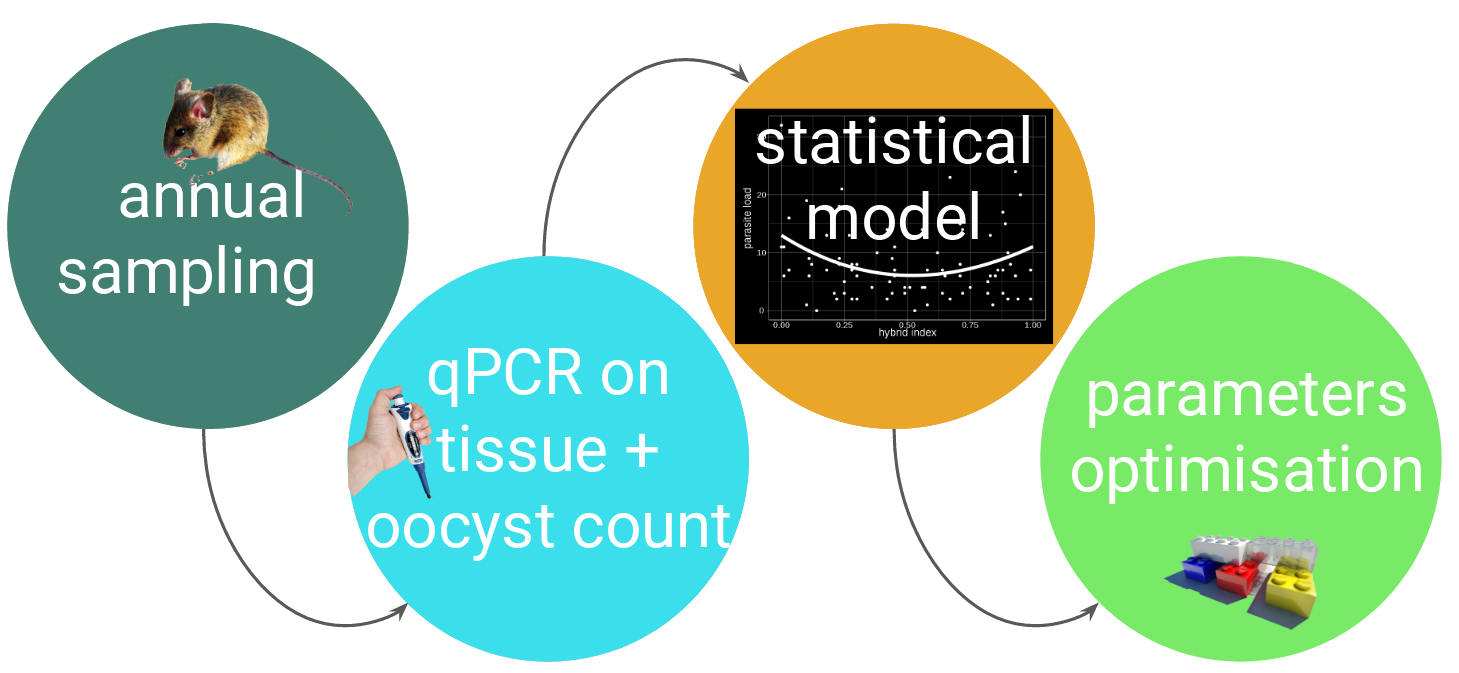 annual
sampling
qPCR on
tissue +
oocyst count
statistical
model
parasite load
20
10
0
0.00
0.25
0.50
0.75
1.00
hybrid index
parameters
optimisation